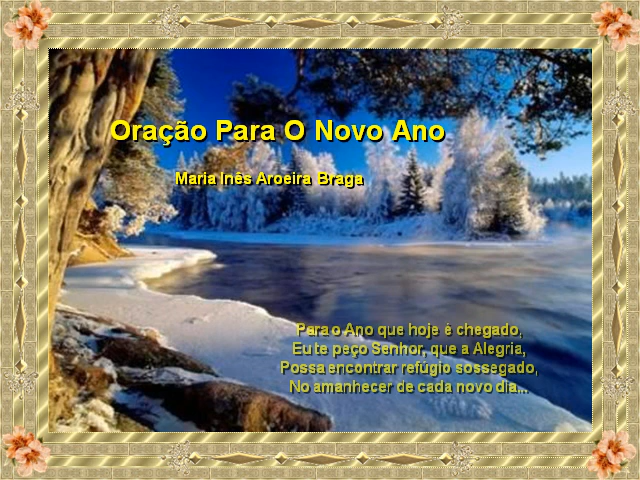 Oração Para O Novo Ano
Maria Inês Aroeira Braga
Para o Ano que hoje é chegado,
Eu te peço Senhor, que a Alegria,
Possa encontrar refúgio sossegado,
No amanhecer de cada novo dia...